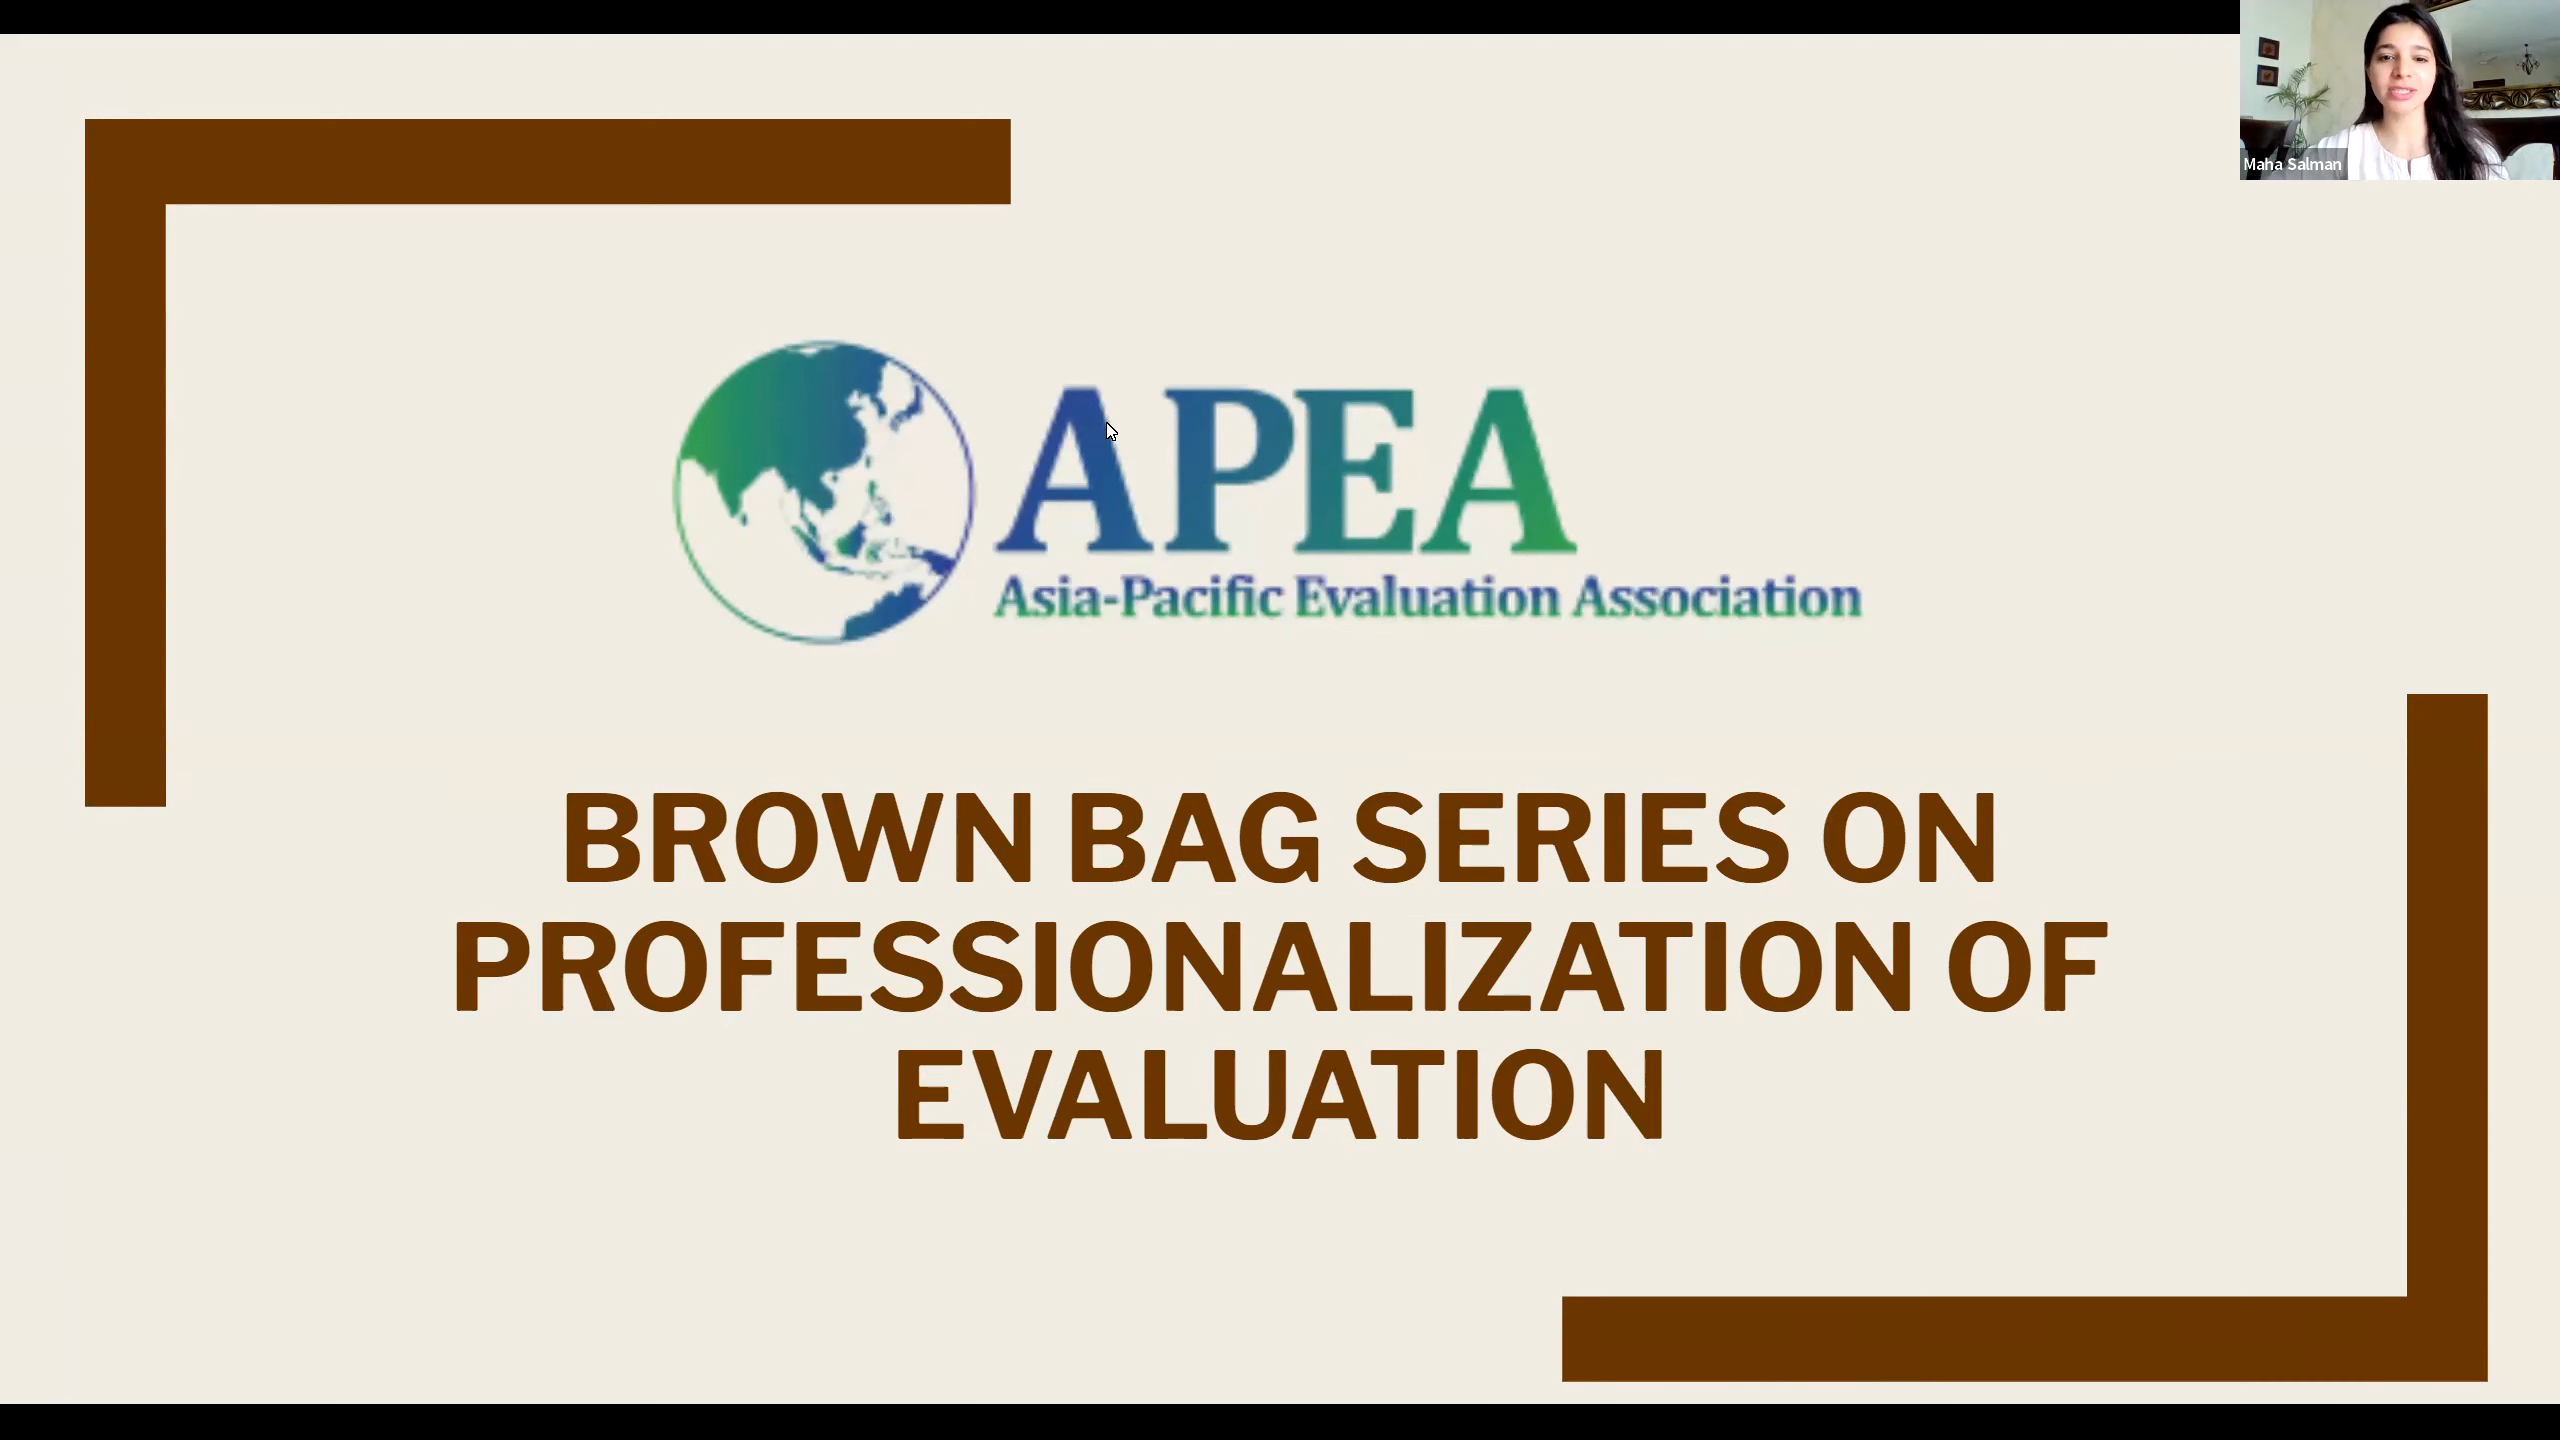 Maha Salman
APEA
Asia-Pacific Evaluation Association
BROWN BAG SERIES ON
PROFESSIONALIZATION OF
EVALUATION